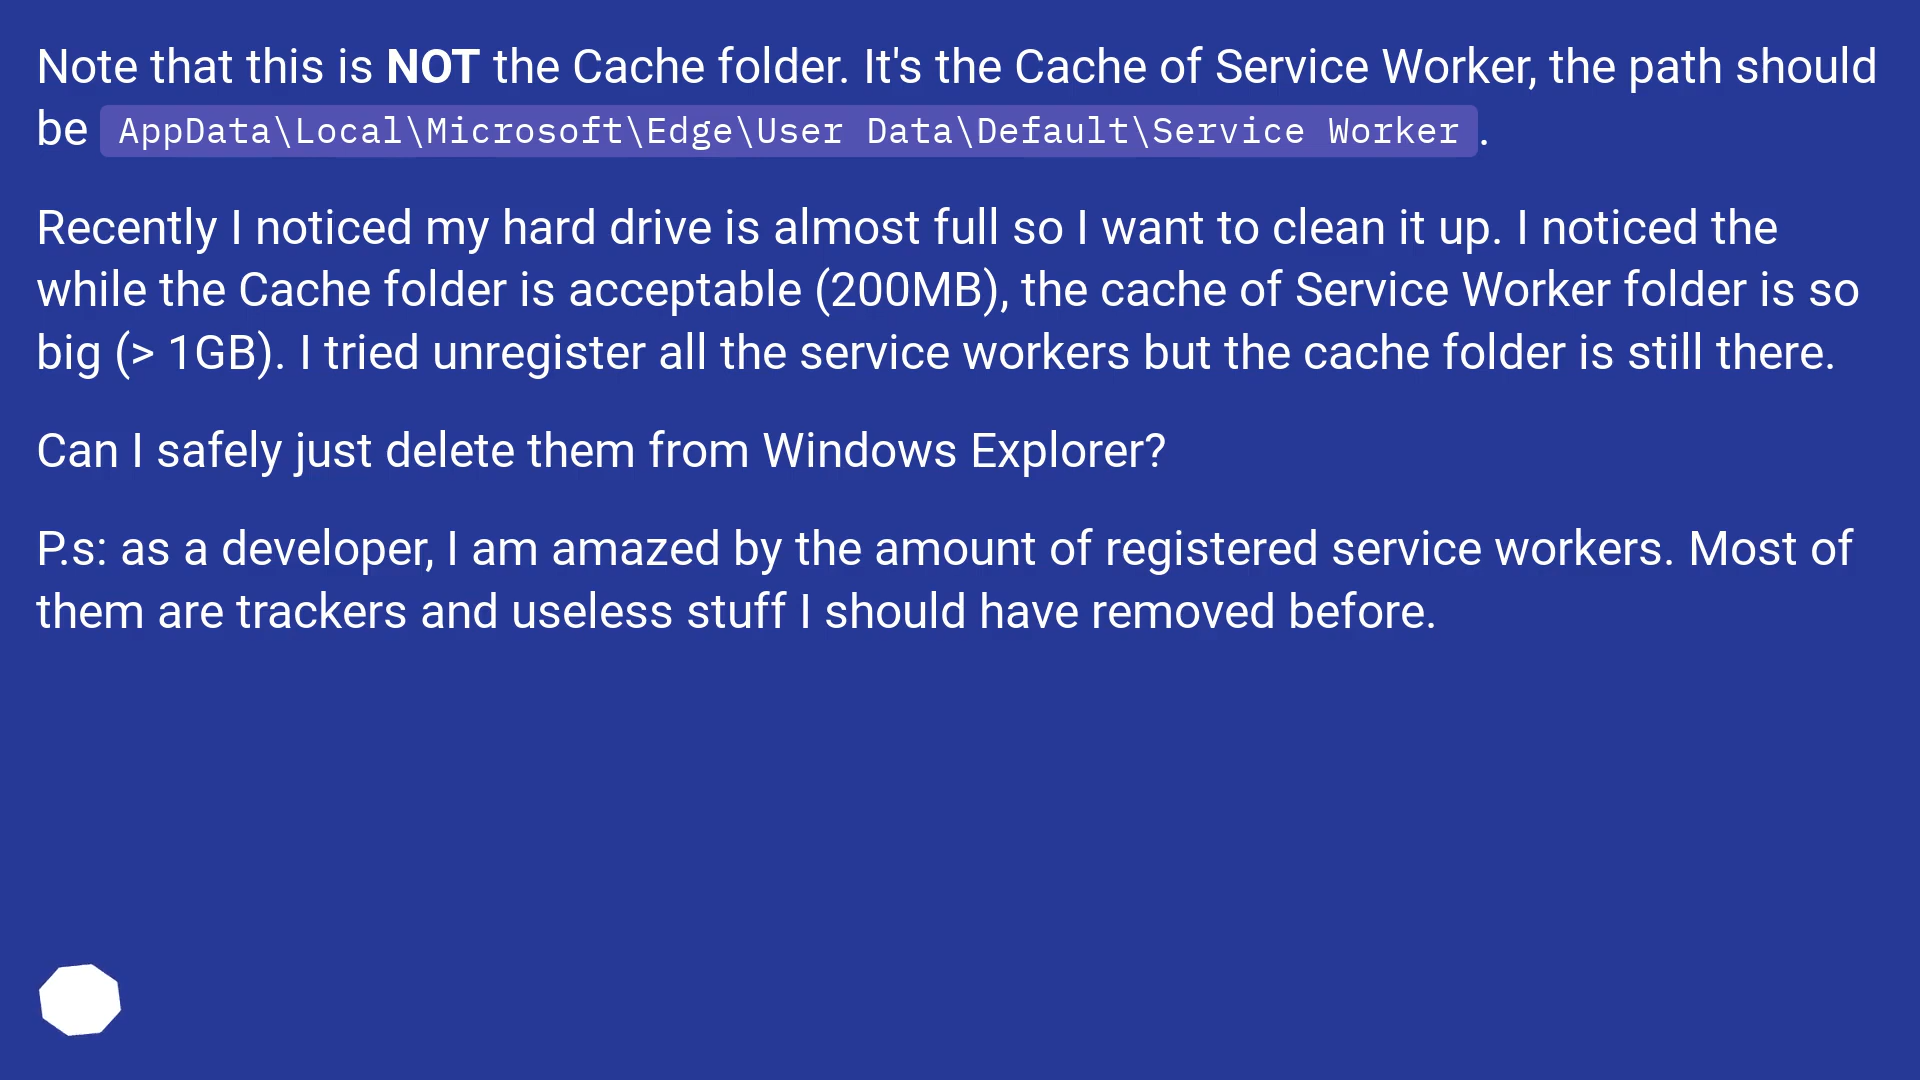 Note that this is NOT the Cache folder. It's the Cache of Service Worker, the path should
be AppData\Local\Microsoft\Edge\User Data\Default\Service Worker.
Recently I noticed my hard drive is almost full so I want to clean it up. I noticed the
while the Cache folder is acceptable (200MB), the cache of Service Worker folder is so
big (> 1GB). I tried unregister all the service workers but the cache folder is still there.
Can I safely just delete them from Windows Explorer?
P.s: as a developer, I am amazed by the amount of registered service workers. Most of
them are trackers and useless stuff I should have removed before.